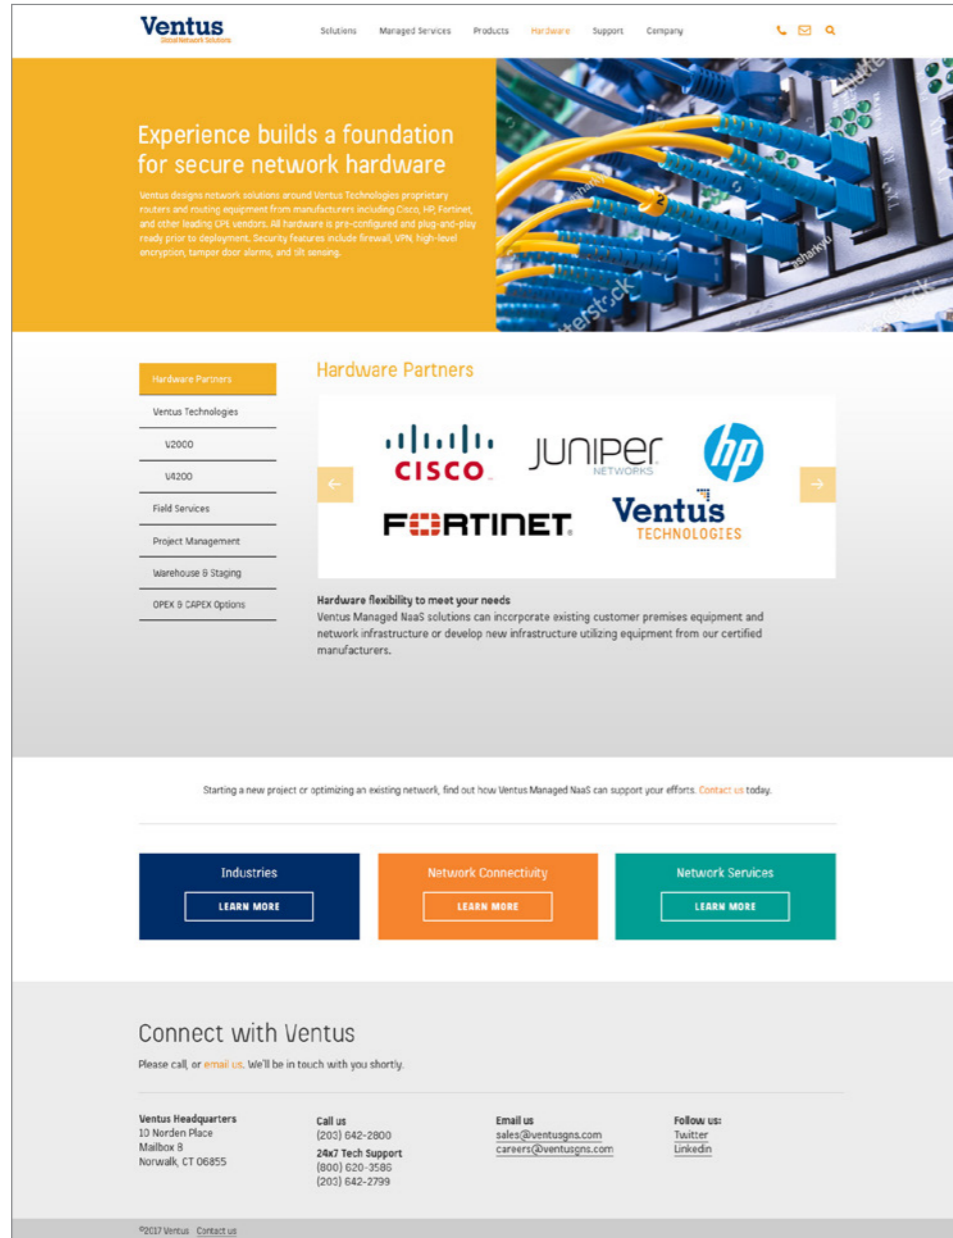 Ventus
Global Network Solutions
Solutions Managed Services Products Hardware Support Company
Experience builds a foundation
for secure network hardware
Ventus designs network solutions around Ventus Technologies proprietary
routers and routing equipment from manufacturers including Cisco, HP, Fortinet,
and other leading CPE vendors. All hardware is pre-configured and plug-and-play
ready prior to deployment. Security features include firewall, VPN, high-level
encryption, tamper door alarms, and tilt sensing.
2
asharkyu
shutterstock
Hardware Partners
Ventus Technologies
V2000
V4200
Field Services
Project Management
Warehouse & Staging
OPEX & CAPEX Options
Hardware Partners
CISCO
JUNIPER
NETWORKS
hp
FORTINET
Ventus
TECHNOLOGIES
Hardware flexibility to meet your needs
Ventus Managed NaaS solutions can incorporate existing customer premises equipment and
network infrastructure or develop new infrastructure utilizing equipment from our certified
manufacturers.
Starting a new project or optimizing an existing network, find out how Ventus Managed NaaS can support your efforts. Contact us today.
Industries
LEARN MORE
Network Connectivity
LEARN MORE
Network Services
LEARN MORE
Connect with Ventus
Please call, or email us. We'll be in touch with you shortly.
Ventus Headquarters
10 Norden Place
Mailbox 8
Norwalk, CT 06855
Call us
(203) 642-2800
24x7 Tech Support
(800) 620-3586
(203) 642-2799
Email us
sales@ventusgns.com
careers@ventusgns.com
Follow us:
Twitter
Linkedin
©2017 Ventus Contact us